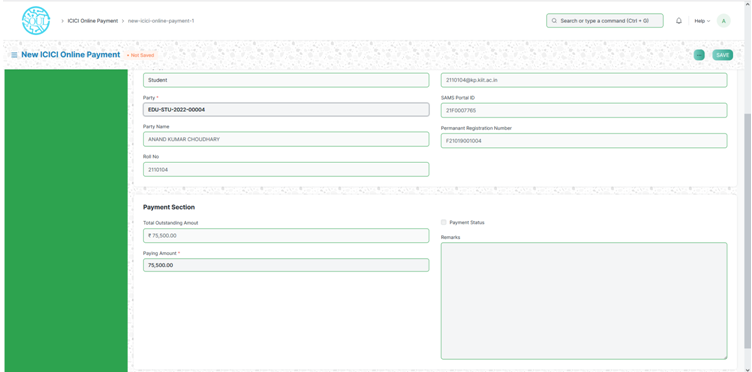 ICICI Online Payment
new-icici-online-payment-1
Search or type a command (Ctrl + G)
Help
A
New ICICI Online Payment
Not Saved
SAVE
Student
2110104@kp.kiit.ac.in
Party *
EDU-STU-2022-00004
SAMS Portal ID
21F0007765
Party Name
ANAND KUMAR CHOUDHARY
Permanent Registration Number
F21019001004
Roll No
2110104
Payment Section
Total Outstanding Amout
₹ 75,500.00
Payment Status
Remarks
Paying Amount *
75,500.00